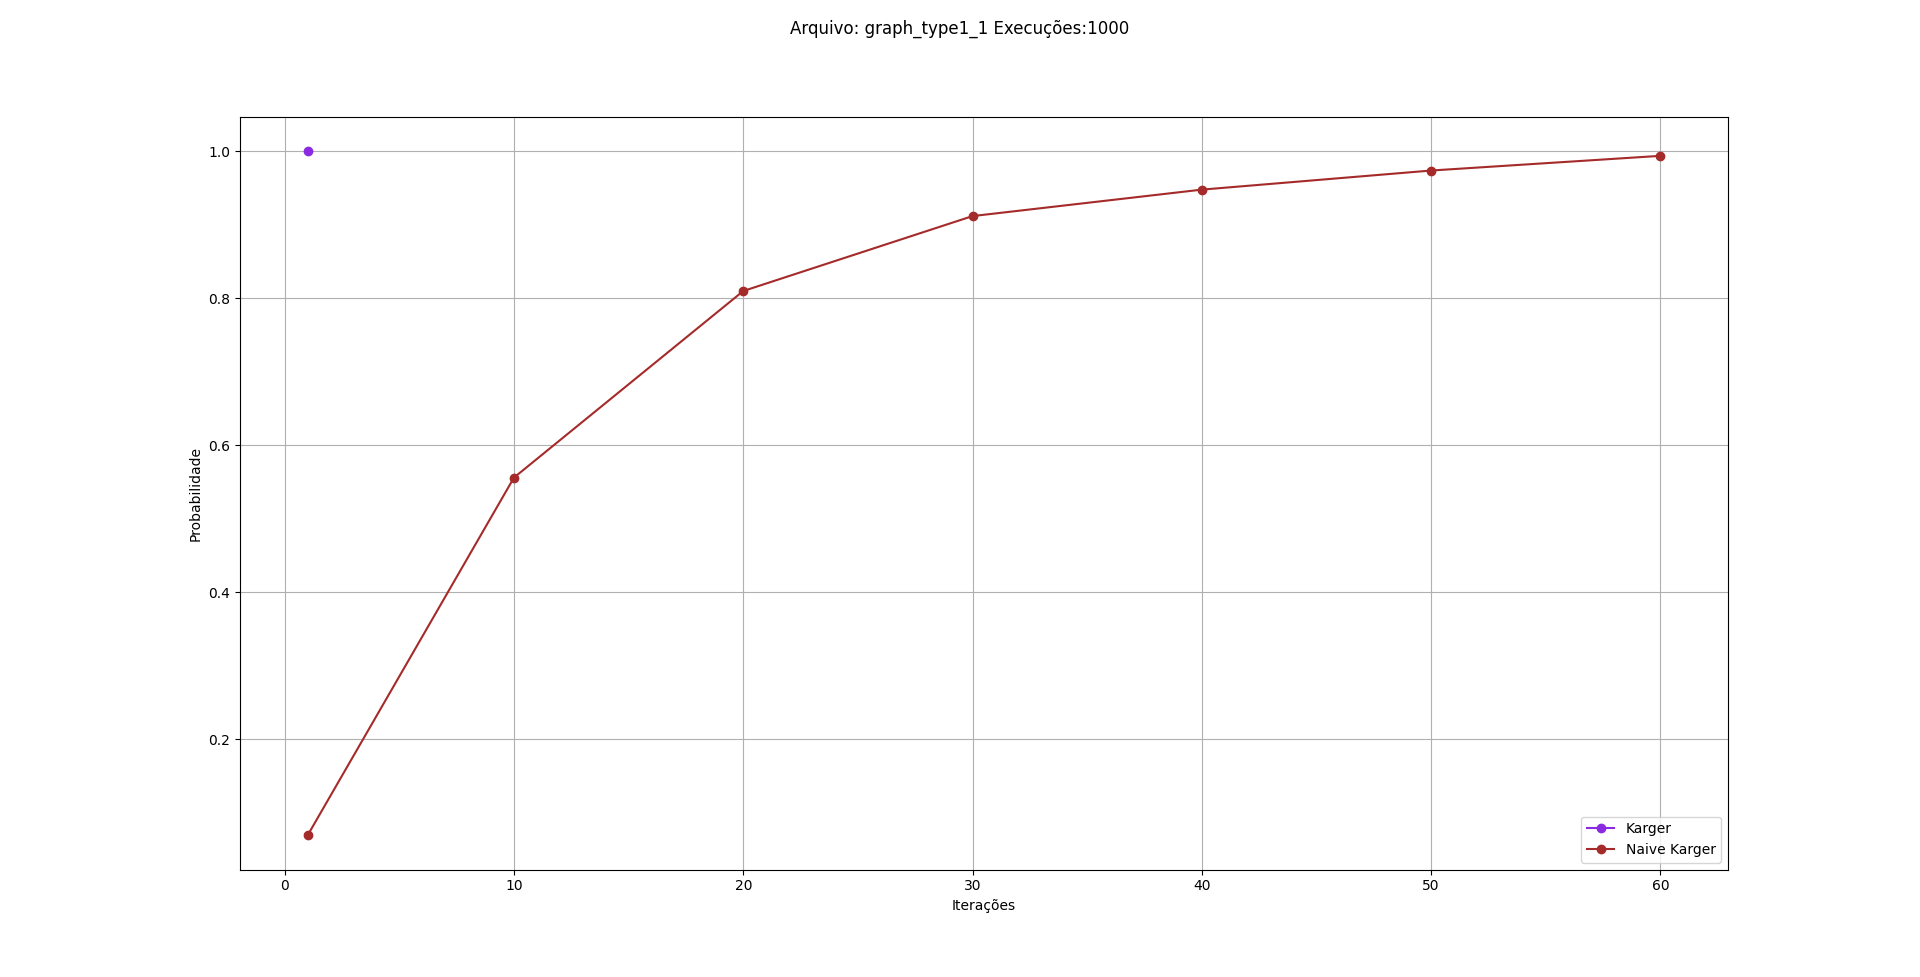 Arquivo: graph_type1_1 Execuções:1000
1.0
0.8
0.6
0.4
0.2
Probabilidade
0 10 20 30 40 50 60
Iterações
Karger
Naive Karger